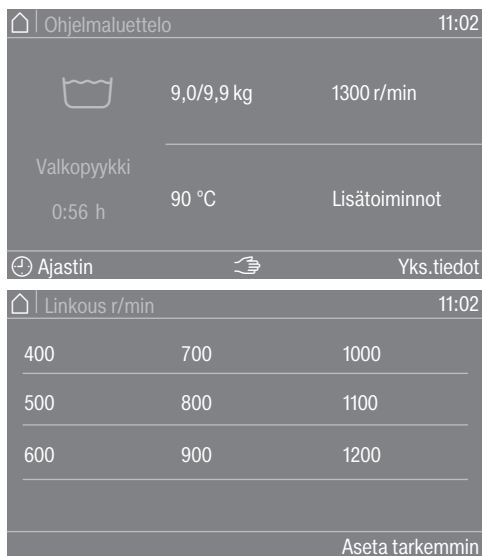 Ohjelmaluettelo 11:02
9,0/9,9 kg 1300 r/min
Valkopyykki
0:56 h
90 °C Lisätoiminnot
Ajastin Yks.tiedot
Linkous r/min 11:02
400 700 1000
500 800 1100
600 900 1200
Aseta tarkemmin